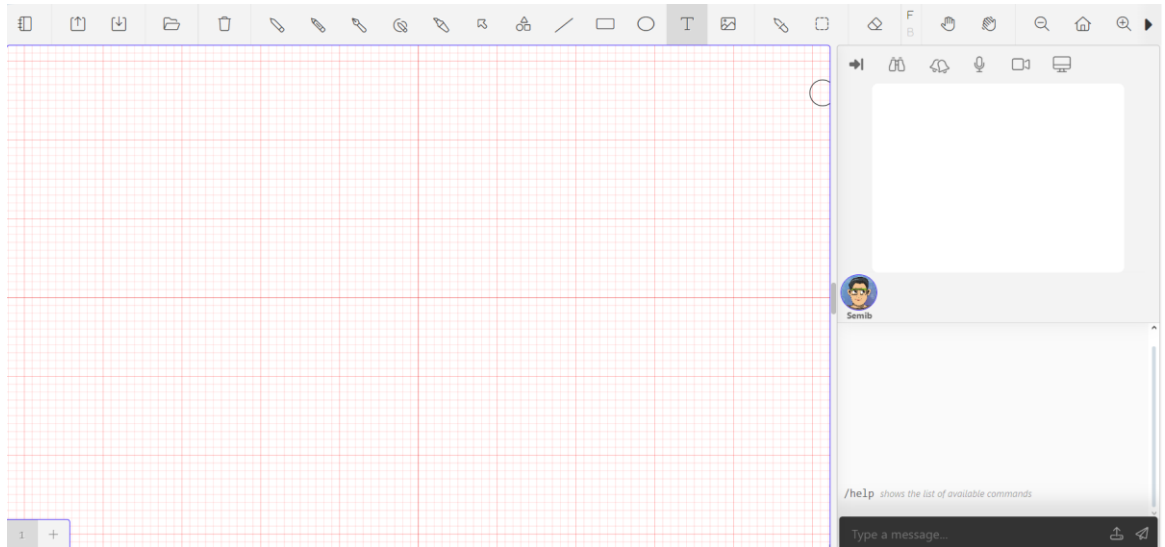 T
F
B
Semib
/help shows the list of available commands
1 +
Type a message...